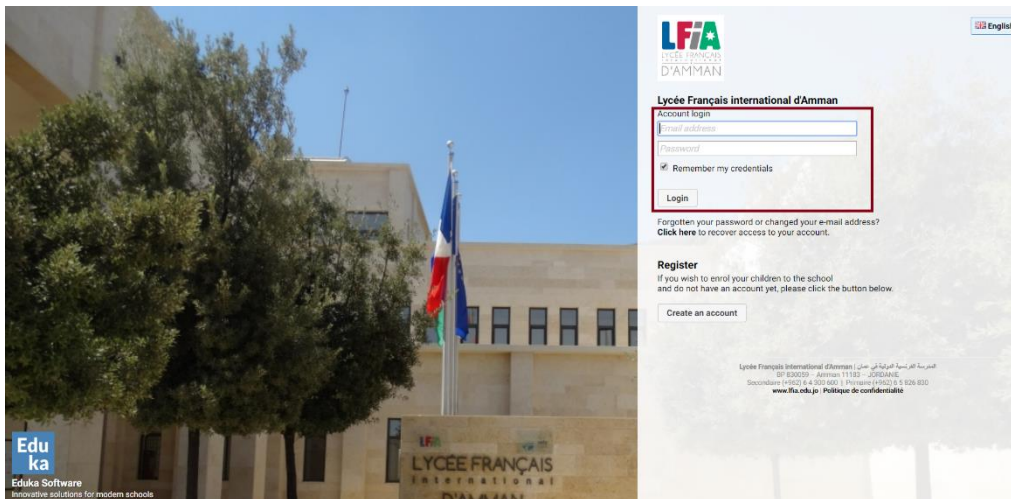 LFiA
LYCÉE FRANÇAIS
INTERNATIONAL
D'AMMAN
English
Lycée Français international d'Amman
Account login
Email address
Password
Remember my credentials
Login
Forgotten your password or changed your e-mail address?
Click here to recover access to your account.
Register
If you wish to enrol your children to the school
and do not have an account yet, please click the button below.
Create an account
Lycée Français international d'Amman | المدرسة الفرنسية الدولية في عمان
BP 830059 - Amman 11183 - JORDANIE
Secondaire (+962) 6 4 300 600 | Primaire (+962) 6 5 826 830
www.lfia.edu.jo | Politique de confidentialité
LFiA
LYCÉE FRANÇAIS
international
D'AMMAN
Edu
ka
Eduka Software
Innovative solutions for modern schools